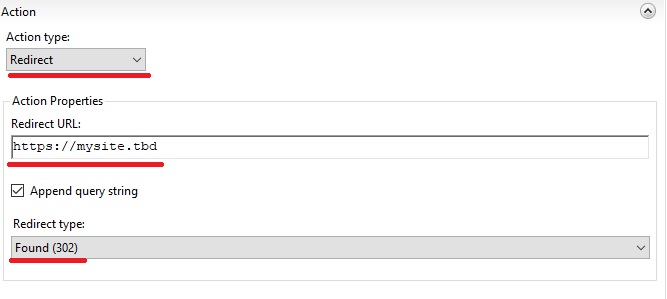 Action
Action type:
Redirect
Action Properties
Redirect URL:
https://mysite.tbd
Append query string
Redirect type:
Found (302)